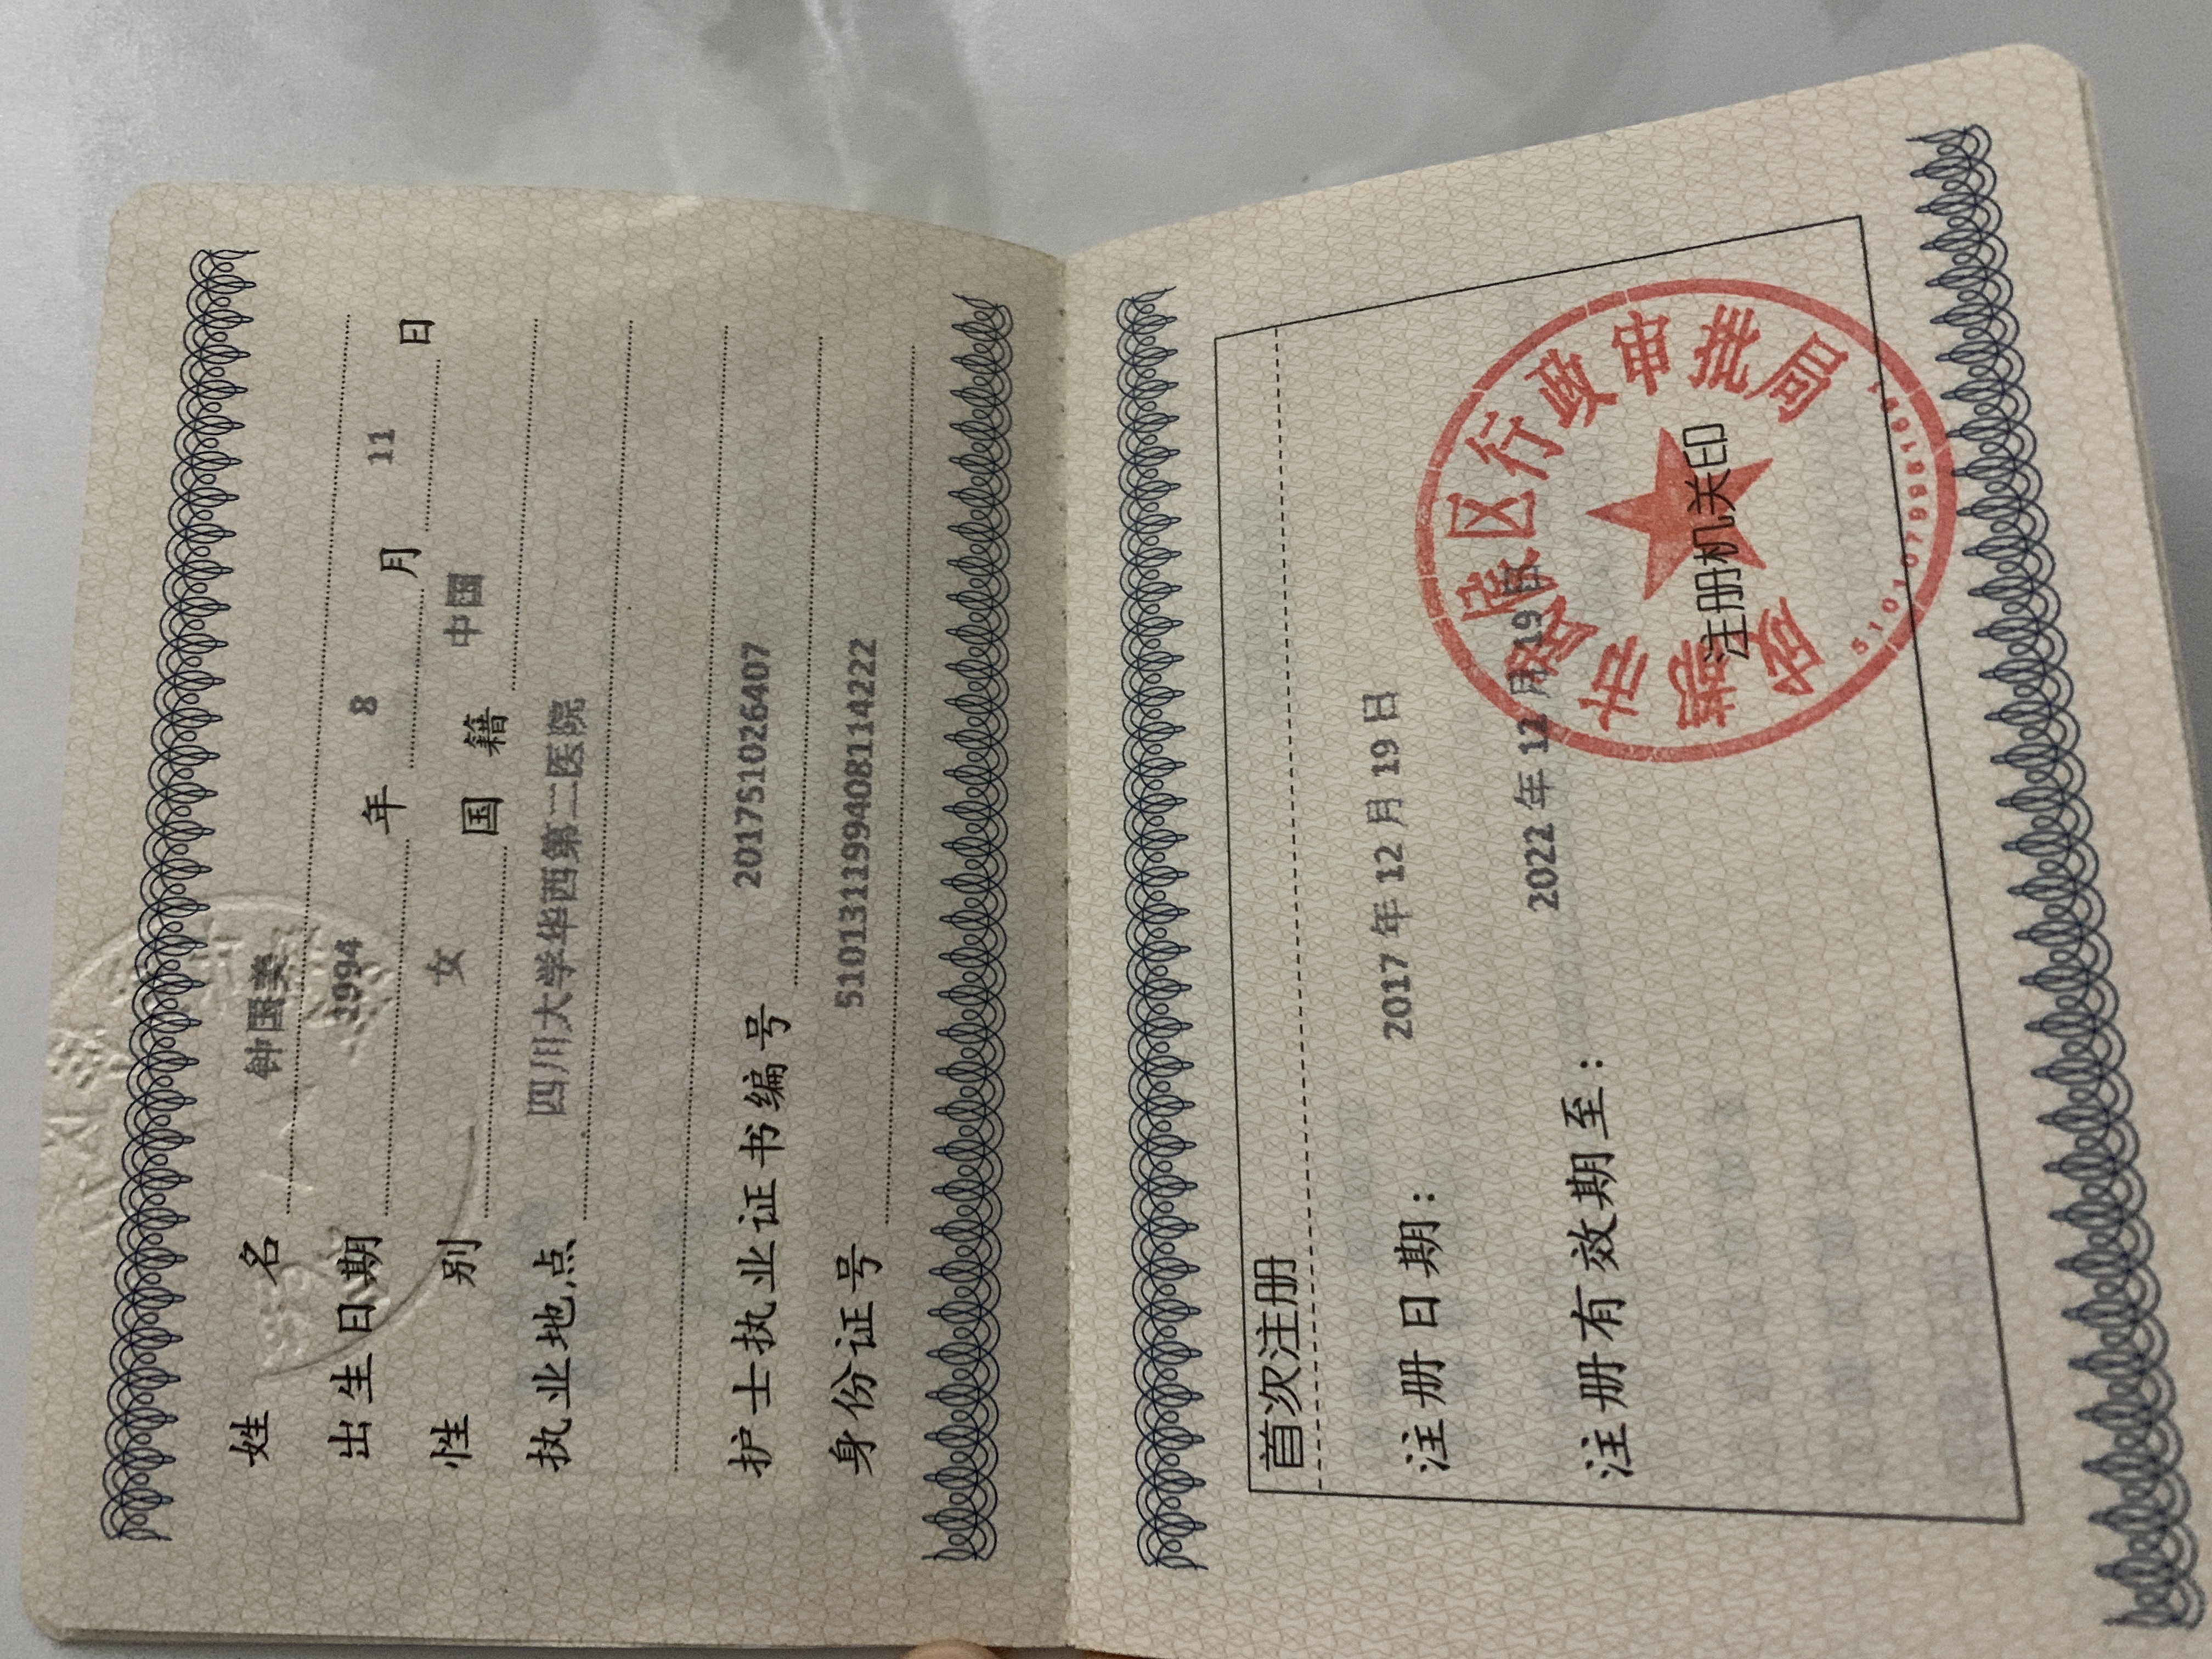 姓名 钟国美
出生日期 1994 年 8 月 11 日
性别 女 国籍 中国
执业地点 四川大学华西第二医院
护士执业证书编号 201751026407
身份证号 510131199408114222
首次注册
注册日期： 2017 年 12 月 19 日
注册有效期至： 2022 年 12 月 19 日
成都市武侯区行政审批局
注册机关印